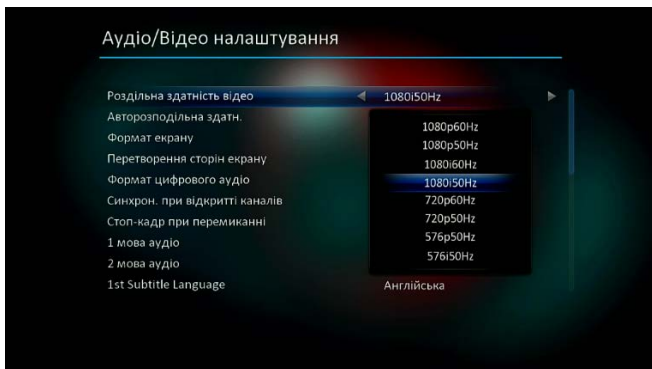 Аудіо/Відео налаштування
Роздільна здатність відео 1080i50Hz
Авторозподільна здатн.
1080p60Hz
Формат екрану
1080p50Hz
Перетворення сторін екрану
1080i60Hz
Формат цифрового аудіо
1080i50Hz
Синхрон. при відкритті каналів
720p60Hz
Стоп-кадр при перемиканні
720p50Hz
1 мова аудіо
576p50Hz
2 мова аудіо
576i50Hz
1st Subtitle Language Англійська